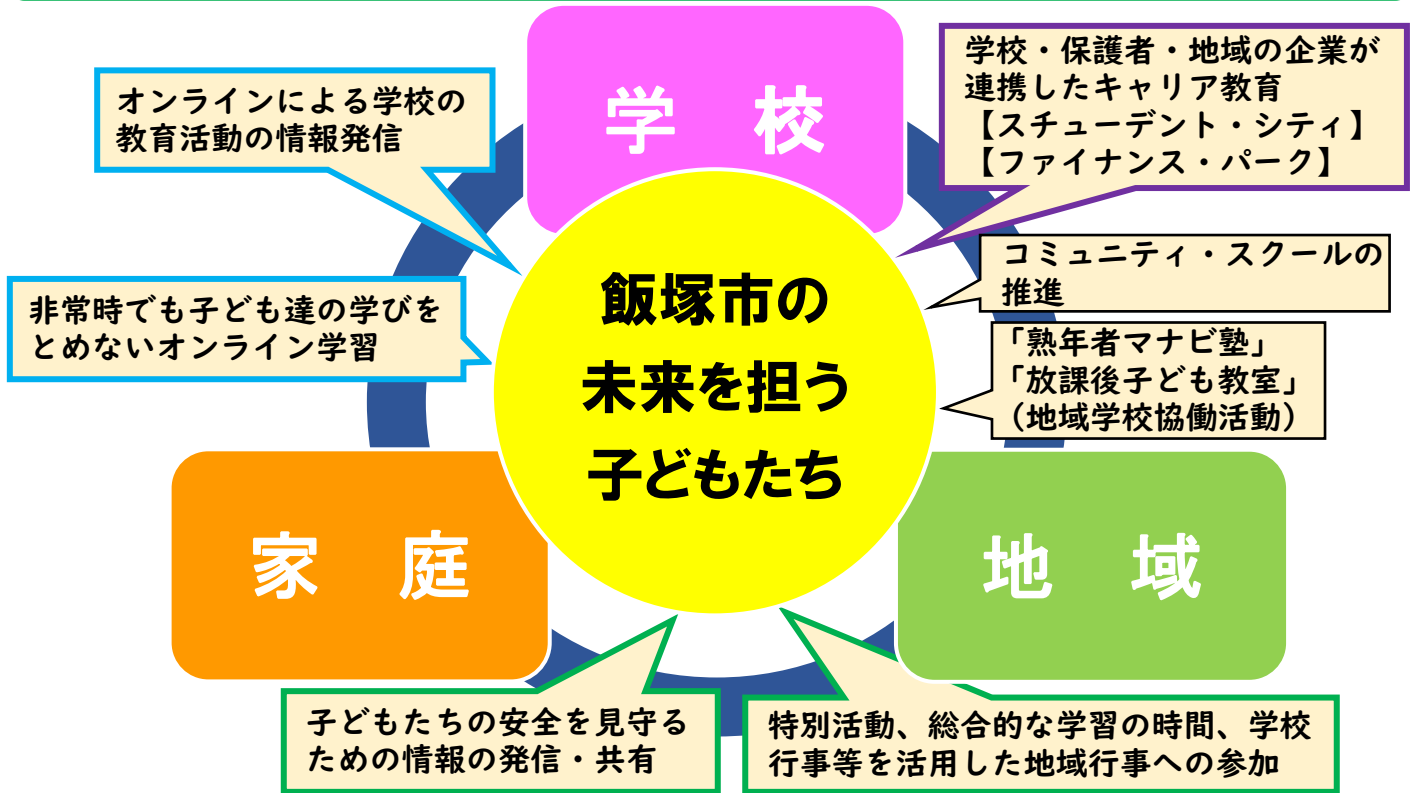 学　校
オンラインによる学校の
教育活動の情報発信
学校・保護者・地域の企業が
連携したキャリア教育
【スチューデント・シティ】
【ファイナンス・パーク】
コミュニティ・スクールの
推進
非常時でも子ども達の学びを
とめないオンライン学習
飯塚市の
未来を担う
子どもたち
「熟年者マナビ塾」
「放課後子ども教室」
（地域学校協働活動）
家　庭
地　域
子どもたちの安全を見守る
ための情報の発信・共有
特別活動、総合的な学習の時間、学校
行事等を活用した地域行事への参加